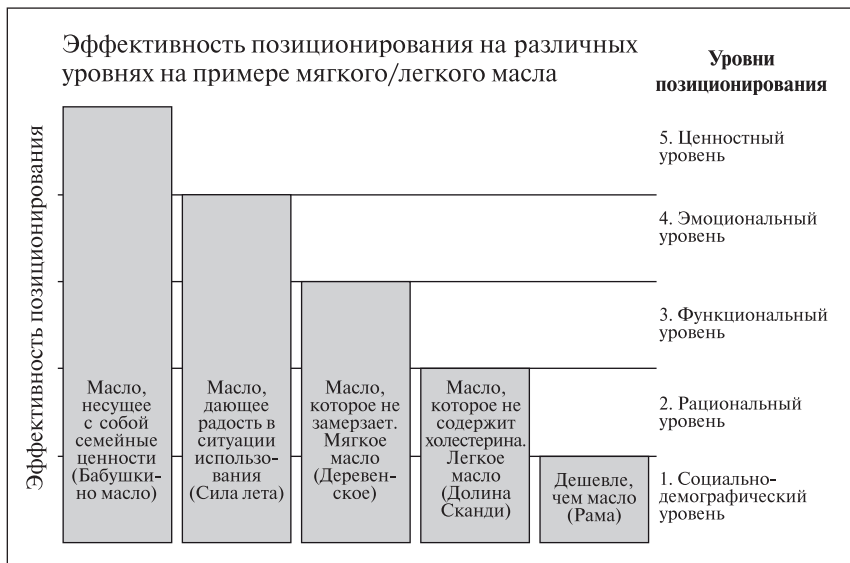 Эффективность позиционирования на различных
уровнях на примере мягкого/легкого масла
Уровни
позиционирования
Эффективность позиционирования
5. Ценностный
уровень
4. Эмоциональный
уровень
3. Функциональный
уровень
2. Рациональный
уровень
1. Социально-
демографический
уровень
Масло,
несущее
с собой
семейные
ценности
(Бабушки-
но масло)
Масло,
дающее
радость в
ситуации
использо-
вания
(Сила лета)
Масло,
которое не
замерзает.
Мягкое
масло
(Деревен-
ское)
Масло,
которое не
содержит
холестерина.
Легкое
масло
(Долина
Сканди)
Дешевле,
чем масло
(Рама)